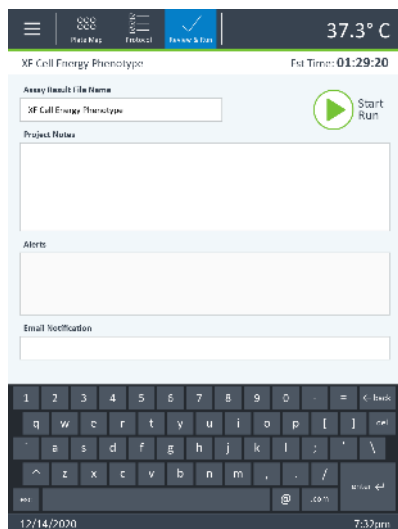 37.3° C
Plate Map Protocol Review & Run
XF Cell Energy Phenotype Est Time: 01:29:20
Assay Result File Name
XF Cell Energy Phenotype
Start
Run
Project Notes
Alerts
Email Notification
1 2 3 4 5 6 7 8 9 0 - = <- back
q w e r t y u i o p [ ] del
` a s d f g h j k l ; ' \
^ z x c v b n m , . /
enter
esc @ .com
12/14/2020 7:32pm